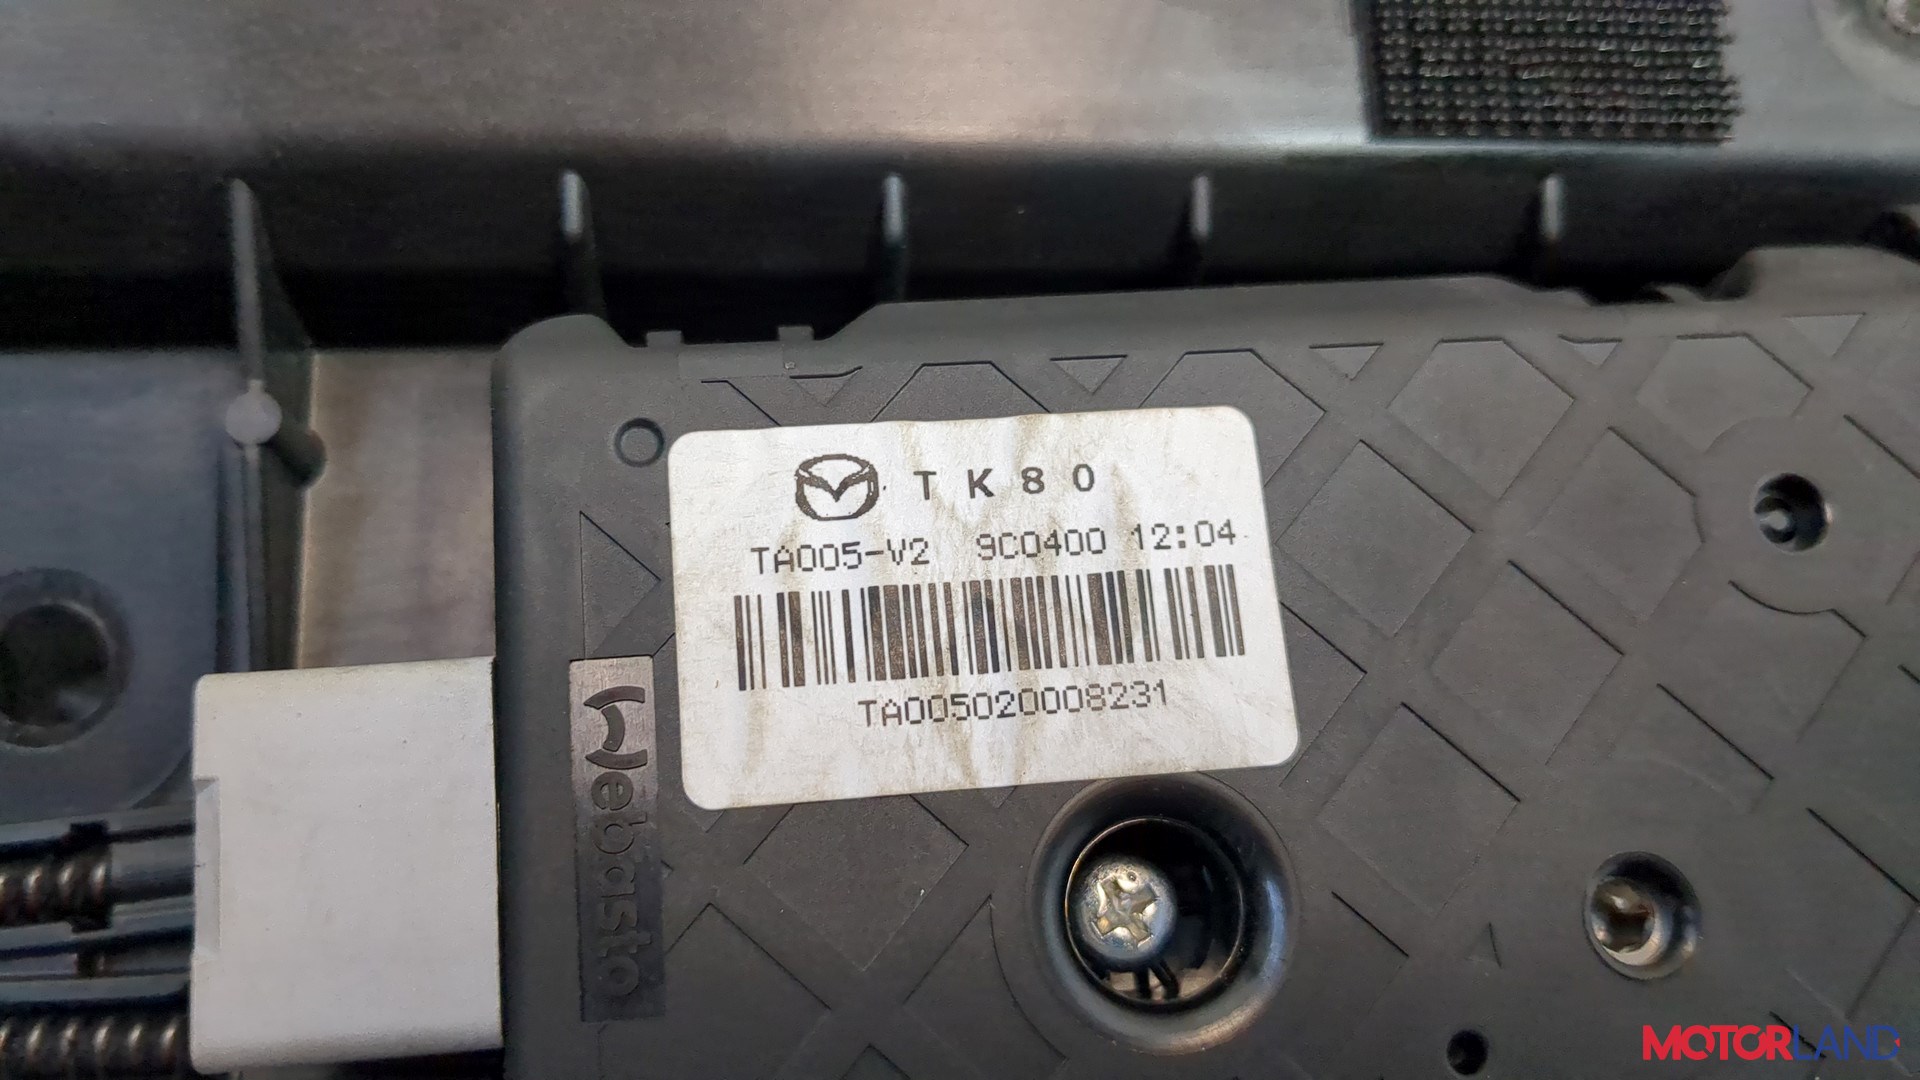 TK80
TA005-V2 9C0400 12:04
TA005020008231
Webasto
MOTORLAND